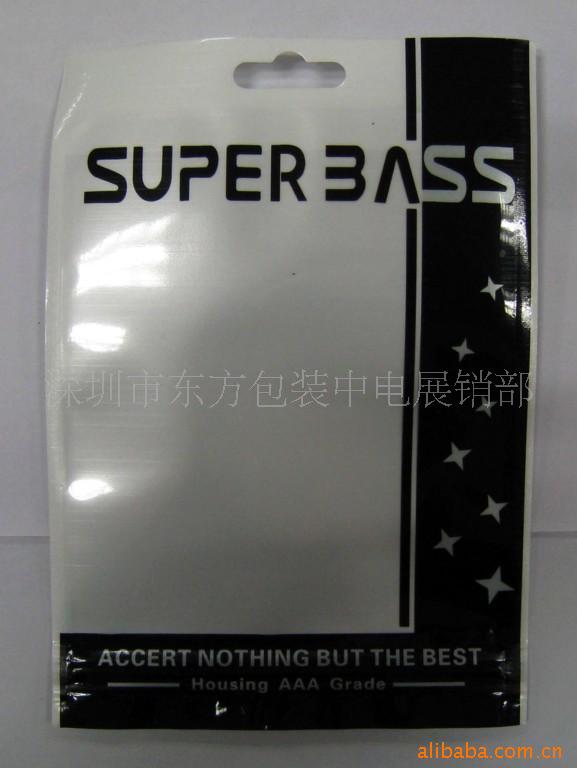 SUPER BASS
深圳市东方包装中电展销部
ACCERT NOTHING BUT THE BEST
Housing AAA Grade
alibaba.com.cn